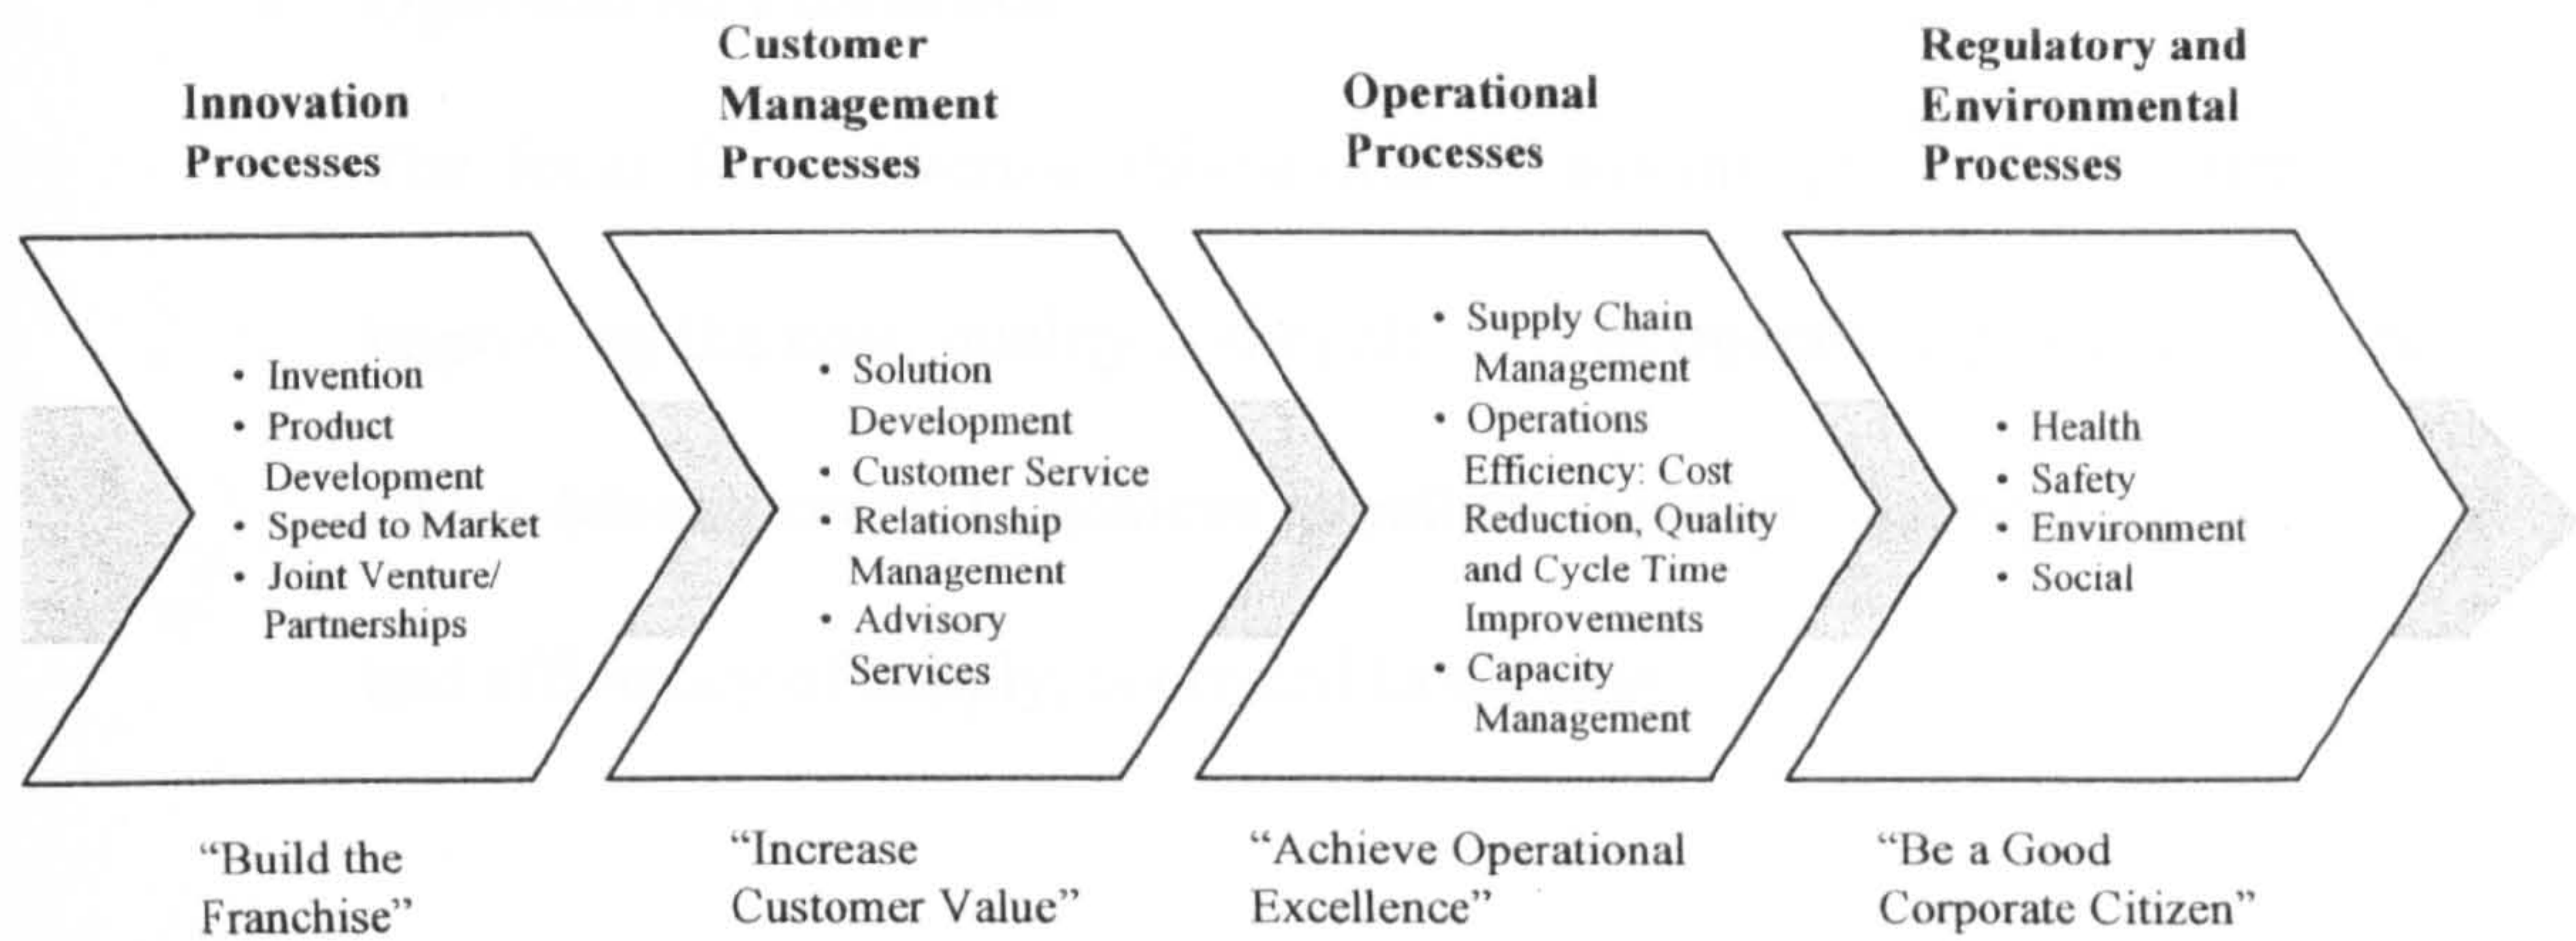 Innovation
Processes
Customer
Management
Processes
Operational
Processes
Regulatory and
Environmental
Processes
• Invention
• Product
Development
• Speed to Market
• Joint Venture/
Partnerships
• Solution
Development
• Customer Service
• Relationship
Management
• Advisory
Services
• Supply Chain
Management
• Operations
Efficiency: Cost
Reduction, Quality
and Cycle Time
Improvements
• Capacity
Management
• Health
• Safety
• Environment
• Social
“Build the
Franchise”
“Increase
Customer Value”
“Achieve Operational
Excellence”
“Be a Good
Corporate Citizen”